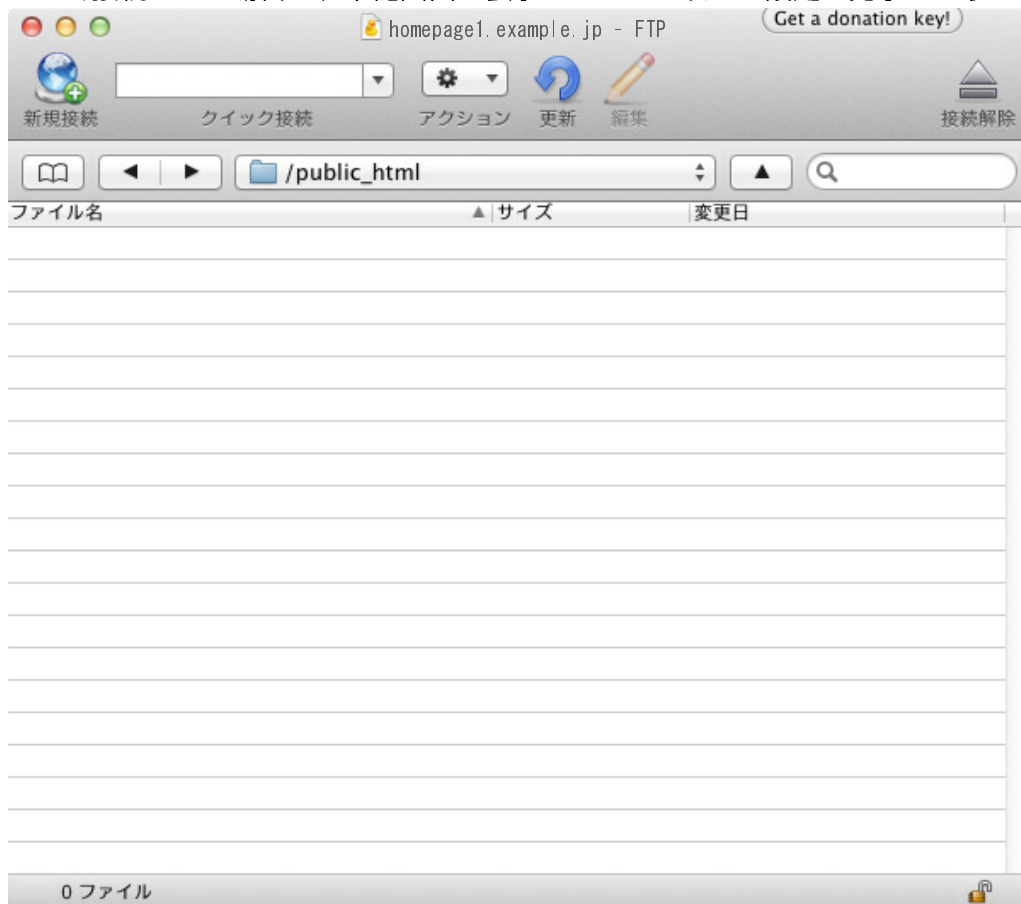 homepage1.example.jp - FTP
Get a donation key!
新規接続
クイック接続
アクション
更新
編集
接続解除
/public_html
ファイル名
サイズ
変更日
0 ファイル